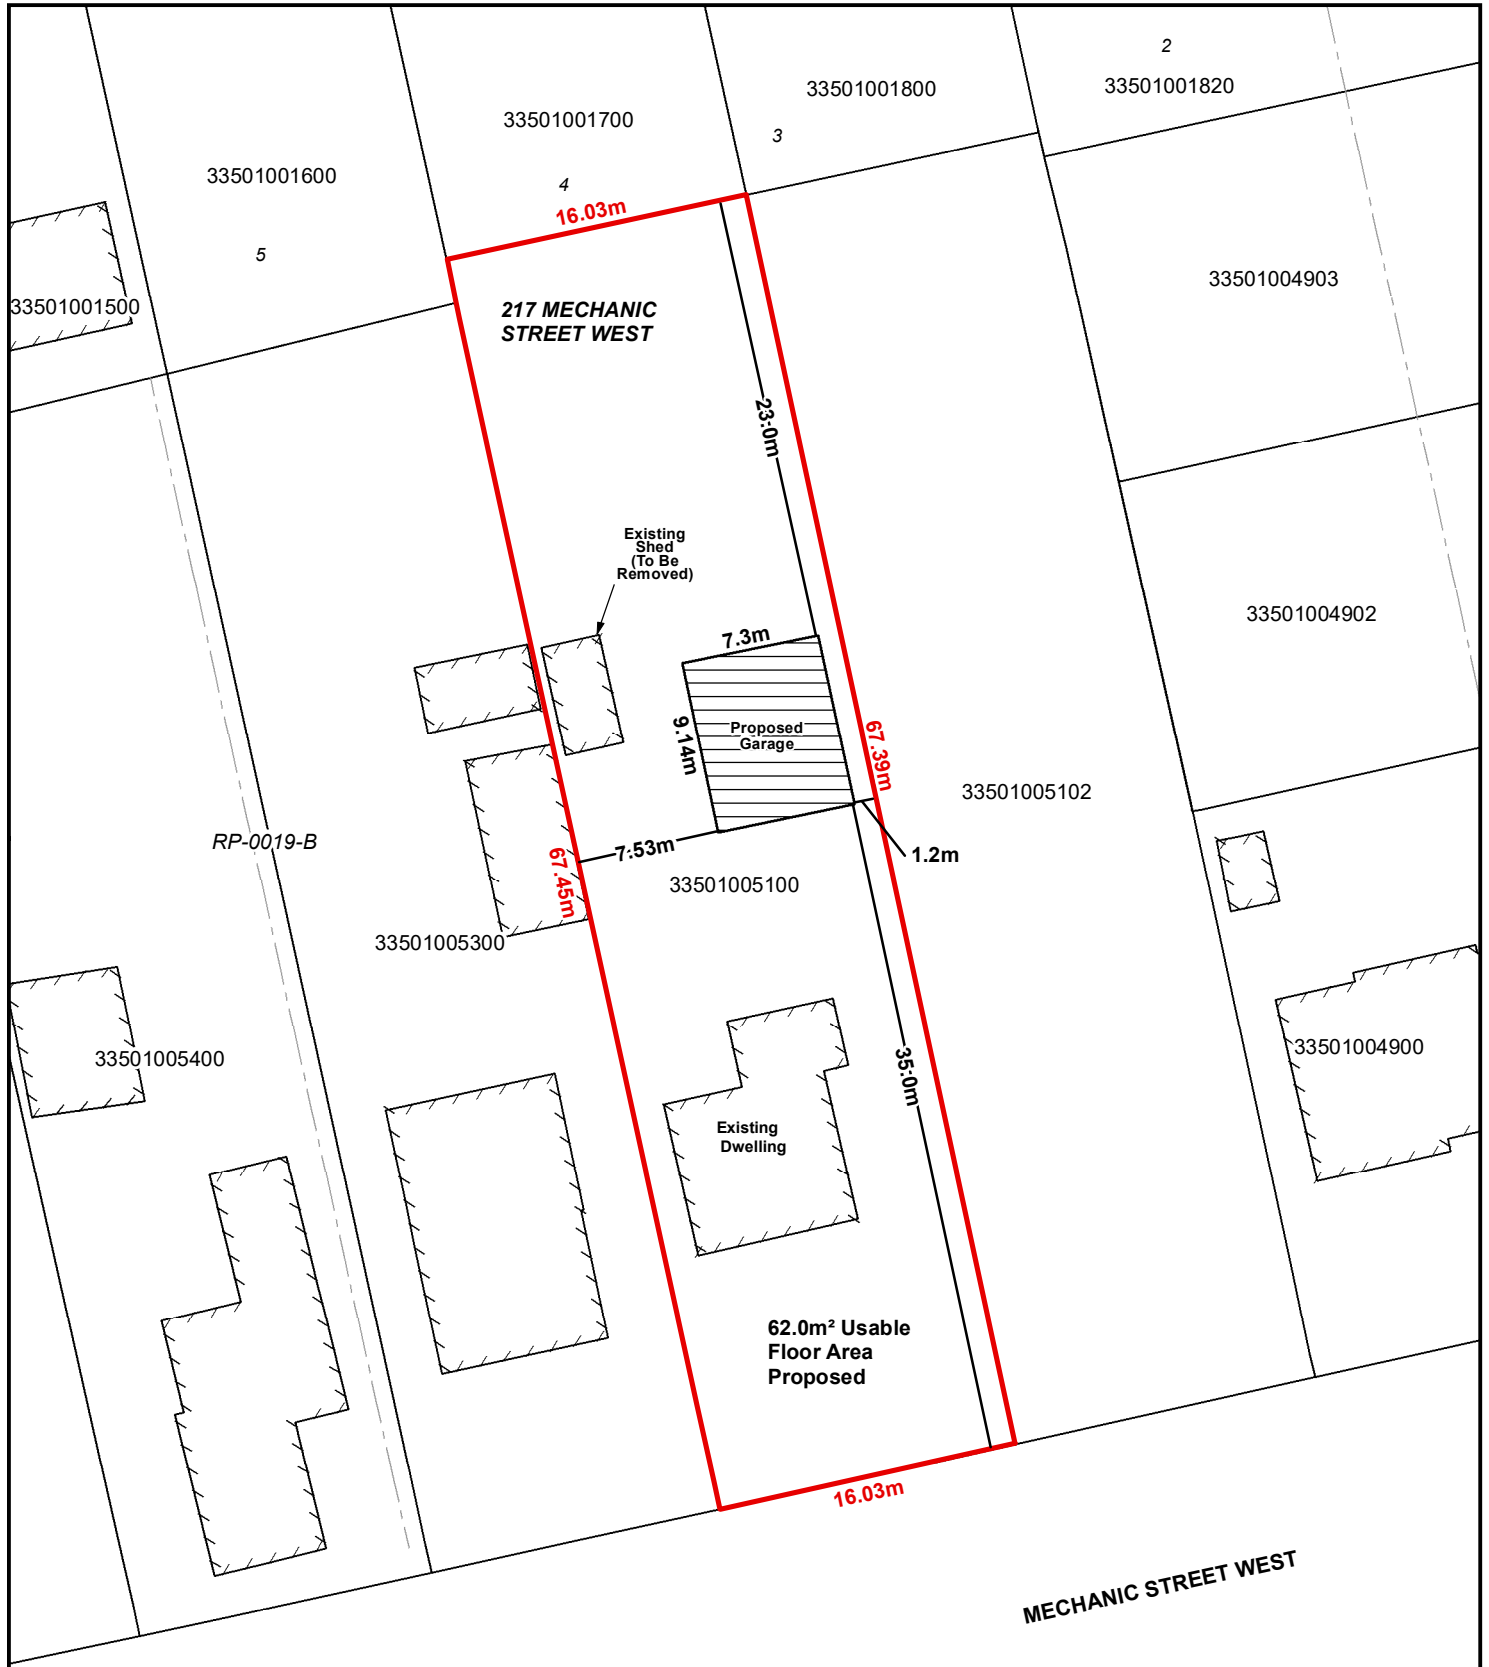 2
33501001820
33501001800
3
33501001700
4
16.03m
33501001600
5
33501001500
33501004903
217 MECHANIC
STREET WEST
23.0m
Existing
Shed
(To Be
Removed)
33501004902
7.3m
9.14m
Proposed
Garage
67.39m
33501005102
RP-0019-B
7.53m
1.2m
67.45m
33501005100
33501005300
33501005400
35.0m
33501004900
Existing
Dwelling
62.0m² Usable
Floor Area
Proposed
16.03m
MECHANIC STREET WEST